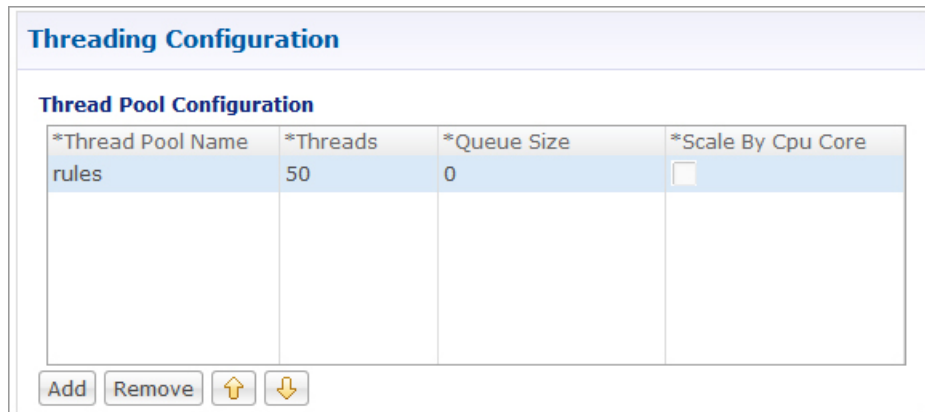 Threading Configuration
Thread Pool Configuration
*Thread Pool Name *Threads *Queue Size *Scale By Cpu Core
rules 50 0
Add Remove